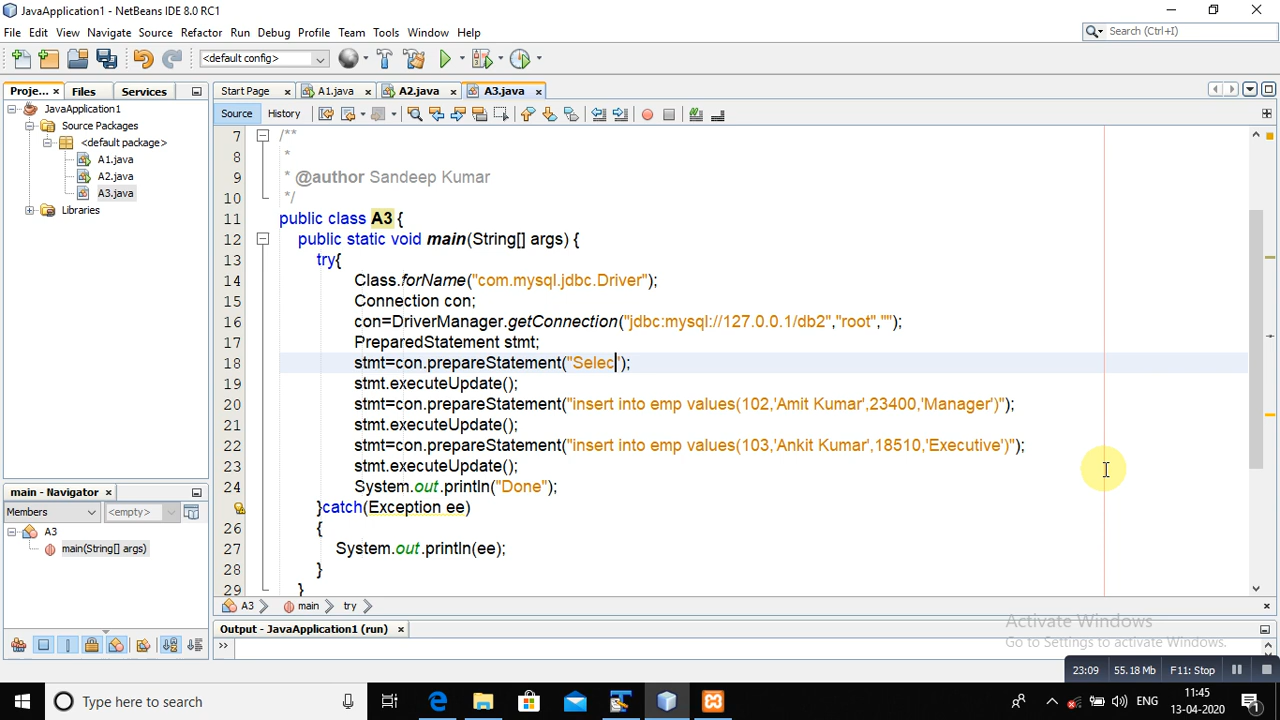 JavaApplication1 - NetBeans IDE 8.0 RC1
File Edit View Navigate Source Refactor Run Debug Profile Team Tools Window Help
Search (Ctrl+I)
<default config>
Proje... Files Services
Start Page A1.java A2.java A3.java
Source History
JavaApplication1
Source Packages
<default package>
A1.java
A2.java
A3.java
Libraries
7 /**
8 *
9 * @author Sandeep Kumar
10 */
11 public class A3 {
12 public static void main(String[] args) {
13 try{
14 Class.forName("com.mysql.jdbc.Driver");
15 Connection con;
16 con=DriverManager.getConnection("jdbc:mysql://127.0.0.1/db2","root","");
17 PreparedStatement stmt;
18 stmt=con.prepareStatement("Selec");
19 stmt.executeUpdate();
20 stmt=con.prepareStatement("insert into emp values(102,'Amit Kumar',23400,'Manager')");
21 stmt.executeUpdate();
22 stmt=con.prepareStatement("insert into emp values(103,'Ankit Kumar',18510,'Executive')");
23 stmt.executeUpdate();
24 System.out.println("Done");
}catch(Exception ee)
26 {
27 System.out.println(ee);
28 }
29 }
main - Navigator
Members <empty>
A3
main(String[] args)
A3 main try
Output - JavaApplication1 (run)
Activate Windows
Go to Settings to activate Windows.
23:09 55.18 Mb F11: Stop
Type here to search
ENG
11:45
13-04-2020
1